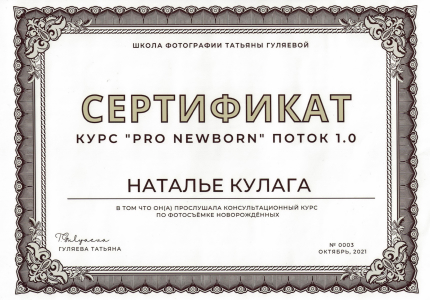 ШКОЛА ФОТОГРАФИИ ТАТЬЯНЫ ГУЛЯЕВОЙ
СЕРТИФИКАТ
КУРС "PRO NEWBORN" ПОТОК 1.0
НАТАЛЬЕ КУЛАГА
В ТОМ ЧТО ОН(А) ПРОСЛУШАЛА КОНСУЛЬТАЦИОННЫЙ КУРС
ПО ФОТОСЪЁМКЕ НОВОРОЖДЁННЫХ
ГУЛЯЕВА ТАТЬЯНА
№ 0003
ОКТЯБРЬ, 2021